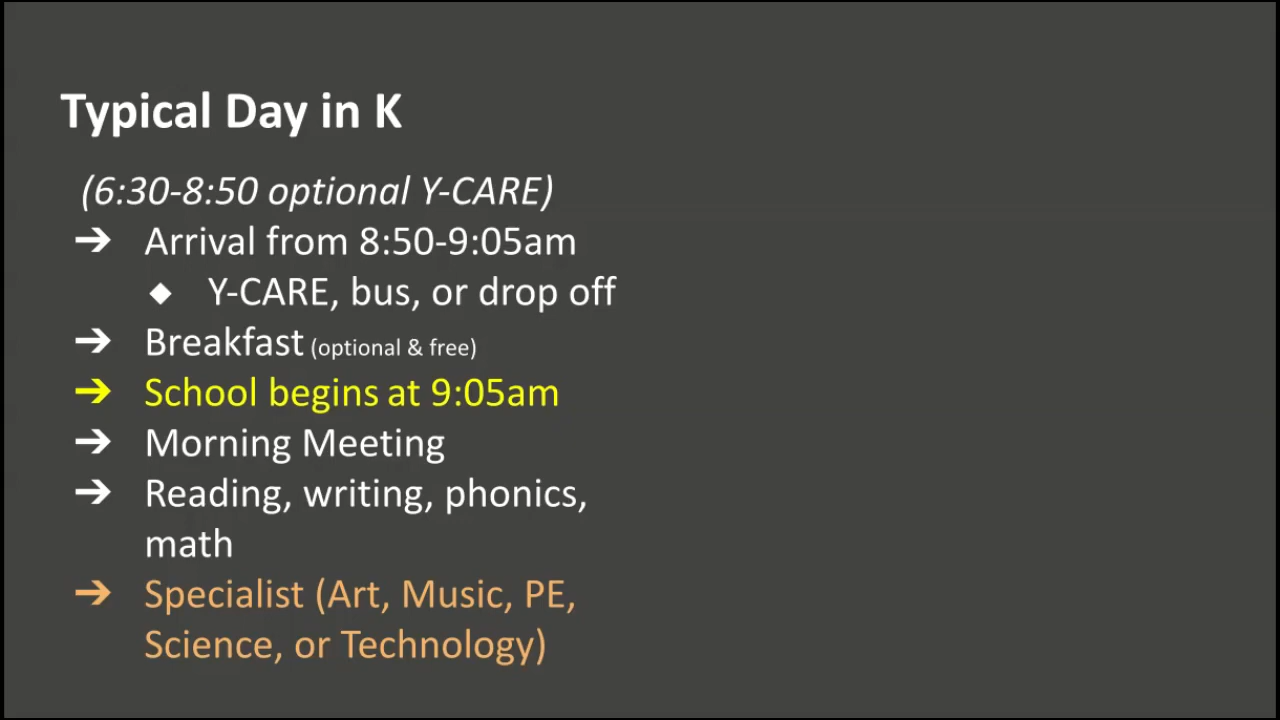 Typical Day in K
(6:30-8:50 optional Y-CARE)
➔ Arrival from 8:50-9:05am
◆ Y-CARE, bus, or drop off
➔ Breakfast (optional & free)
➔ School begins at 9:05am
➔ Morning Meeting
➔ Reading, writing, phonics,
math
➔ Specialist (Art, Music, PE,
Science, or Technology)